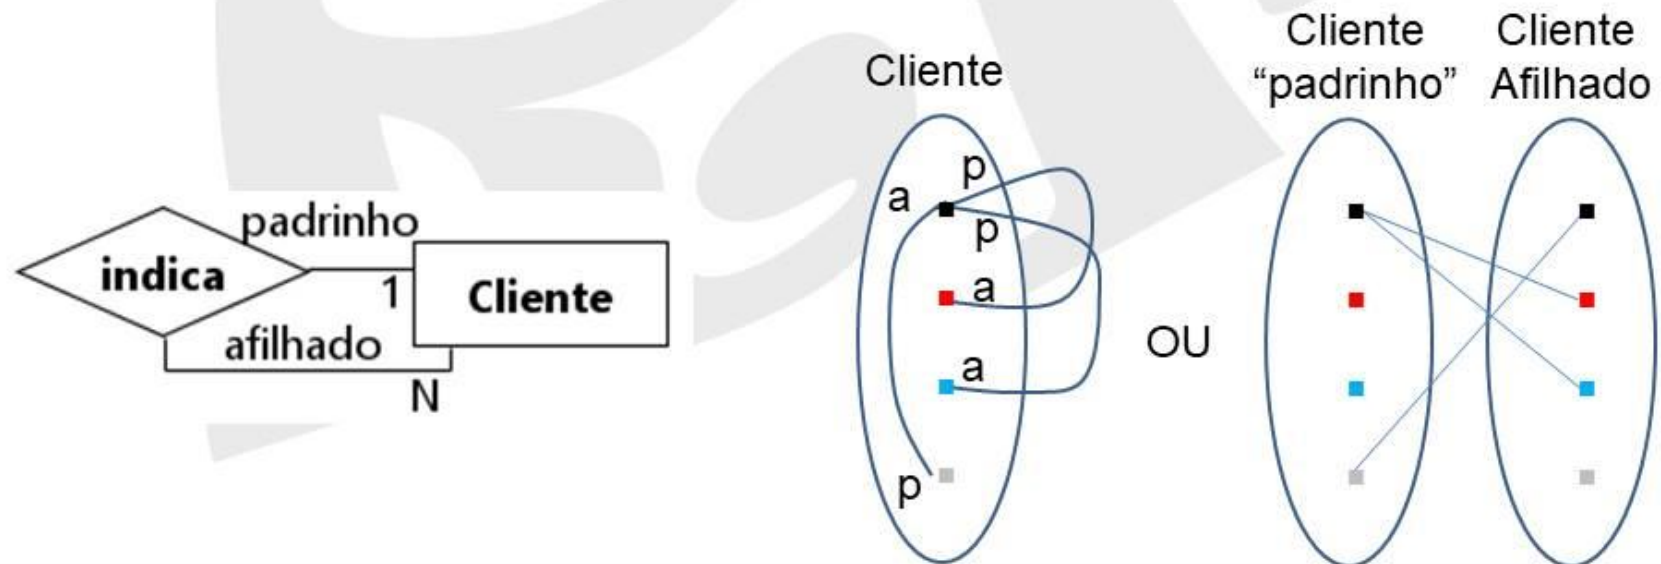 padrinho
indica
1
Cliente
afilhado
N
Cliente
p
a
p
a
a
p
OU
Cliente
“padrinho”
Cliente
Afilhado